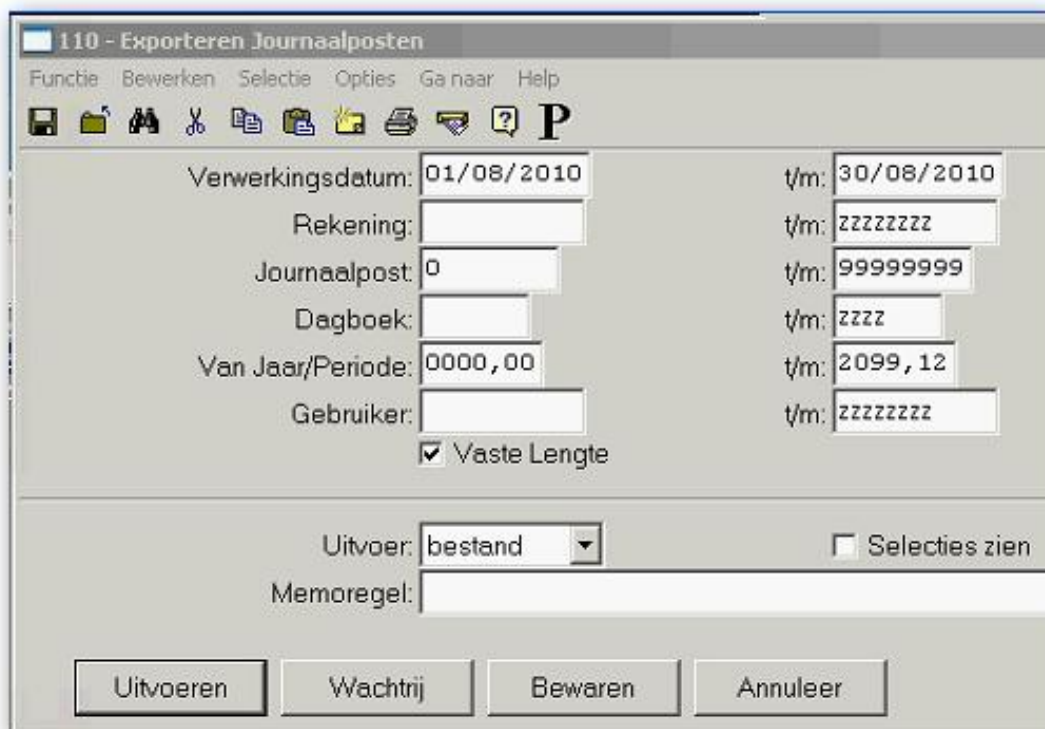 110 - Exporteren Journaalposten
Functie Bewerken Selectie Opties Ga naar Help
P
Verwerkingsdatum: 01/08/2010 t/m: 30/08/2010
Rekening: t/m: zzzzzzzz
Journaalpost: 0 t/m: 99999999
Dagboek: t/m: zzzz
Van Jaar/Periode: 0000,00 t/m: 2099,12
Gebruiker: t/m: zzzzzzzz
Vaste Lengte
Uitvoer: bestand Selecties zien
Memoregel:
Uitvoeren Wachtrij Bewaren Annuleer